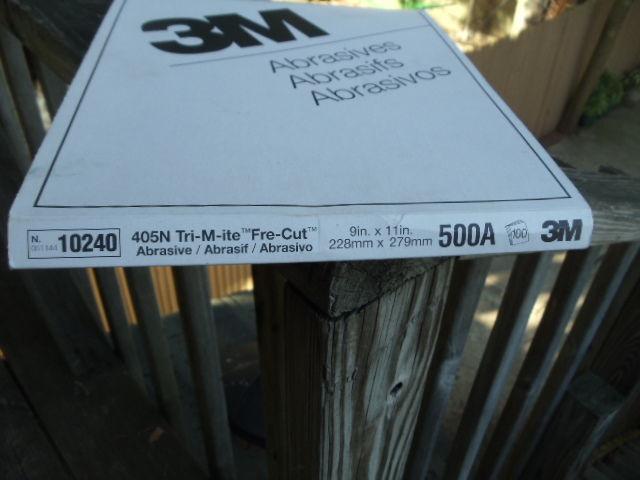 3M
Abrasives
Abrasifs
Abrasivos
N. 10240 405N Tri-M-ite™ Fre-Cut™ 9in. x 11in. 500A 100 3M
051144 Abrasive / Abrasif / Abrasivo 228mm x 279mm